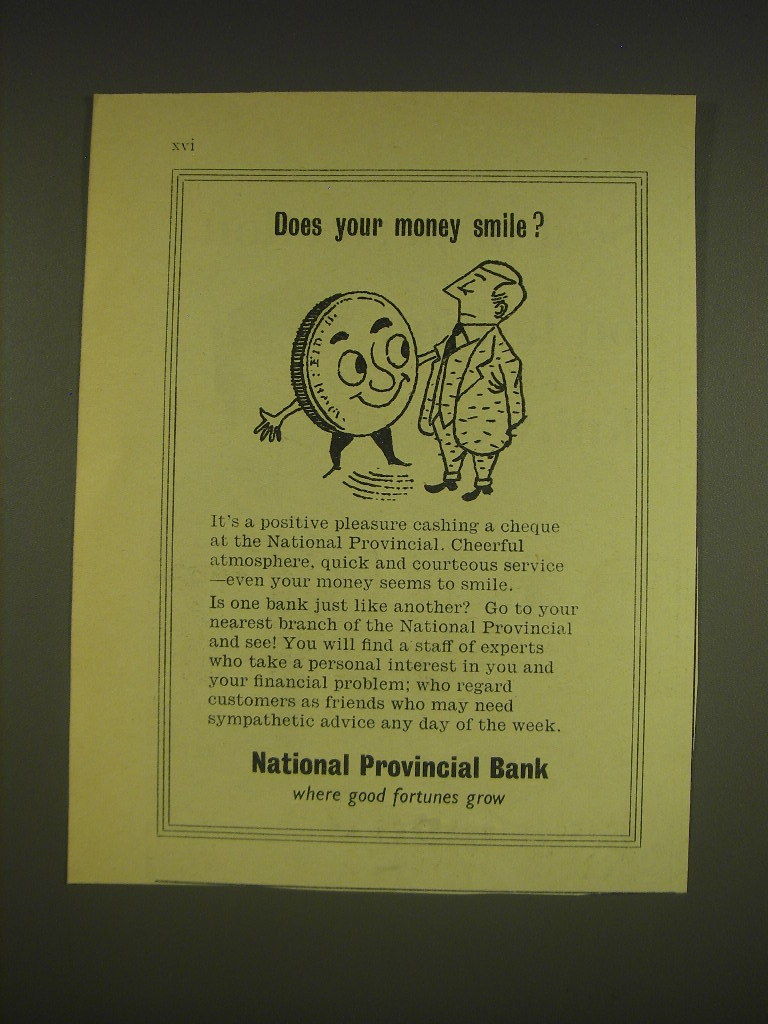 xvi
Does your money smile?
FID
It's a positive pleasure cashing a cheque
at the National Provincial. Cheerful
atmosphere, quick and courteous service
—even your money seems to smile.
Is one bank just like another? Go to your
nearest branch of the National Provincial
and see! You will find a staff of experts
who take a personal interest in you and
your financial problem; who regard
customers as friends who may need
sympathetic advice any day of the week.
National Provincial Bank
where good fortunes grow